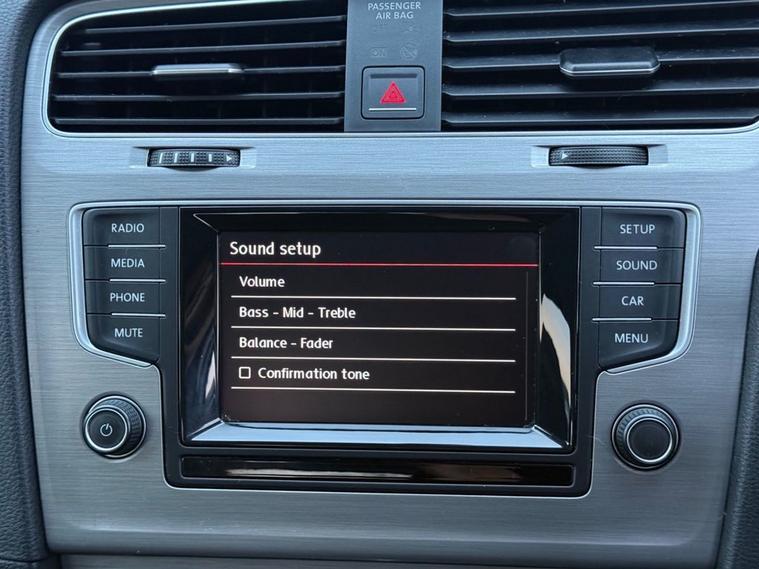 PASSENGER
AIR BAG
ON
RADIO
MEDIA
PHONE
MUTE
Sound setup
Volume
Bass - Mid - Treble
Balance - Fader
Confirmation tone
SETUP
SOUND
CAR
MENU